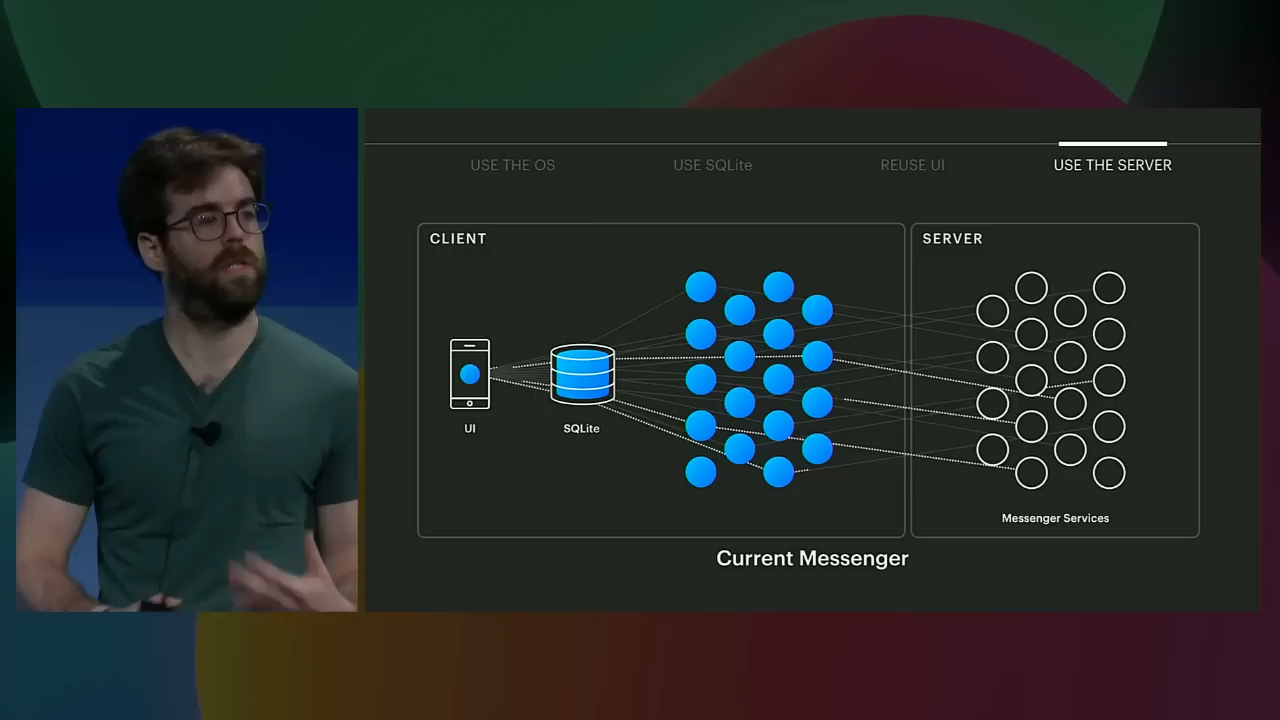 USE THE OS
USE SQLite
REUSE UI
USE THE SERVER
CLIENT
SERVER
UI
SQLite
Messenger Services
Current Messenger